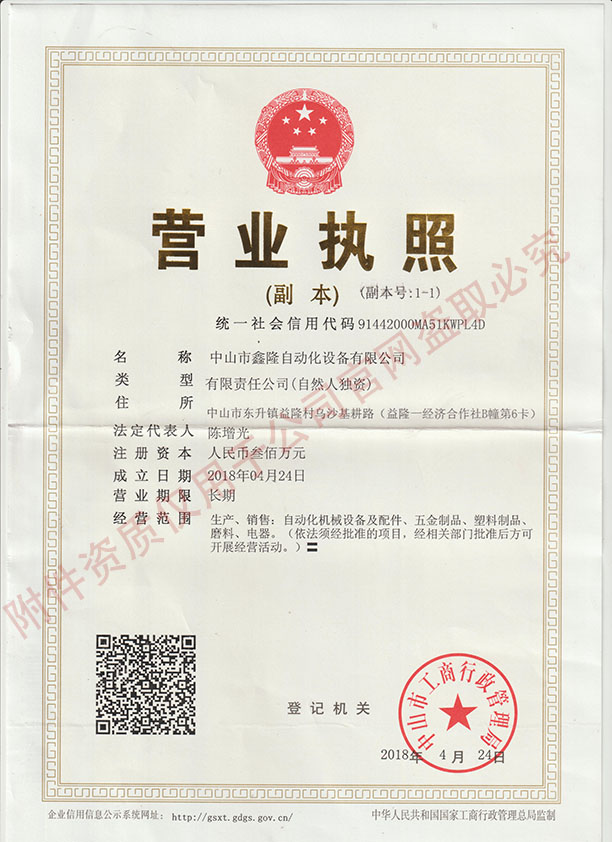 营业执照
(副 本) (副本号:1-1)
统一社会信用代码 91442000MA51KWPL4D
名 称 中山市鑫隆自动化设备有限公司
类 型 有限责任公司(自然人独资)
住 所 中山市东升镇益隆村乌沙基耕路（益隆一经济合作社B幢第6卡）
法定代表人 陈增光
注册资本 人民币叁佰万元
成立日期 2018年04月24日
营业期限 长期
经营范围 生产、销售：自动化机械设备及配件、五金制品、塑料制品、
磨料、电器。（依法须经批准的项目，经相关部门批准后方可
开展经营活动。）〓
附件资质仅用于公司官网盗取必究
登记机关
中山市工商行政管理局
2018年 4 月 24日
企业信用信息公示系统网址： http://gsxt.gdgs.gov.cn/
中华人民共和国国家工商行政管理总局监制